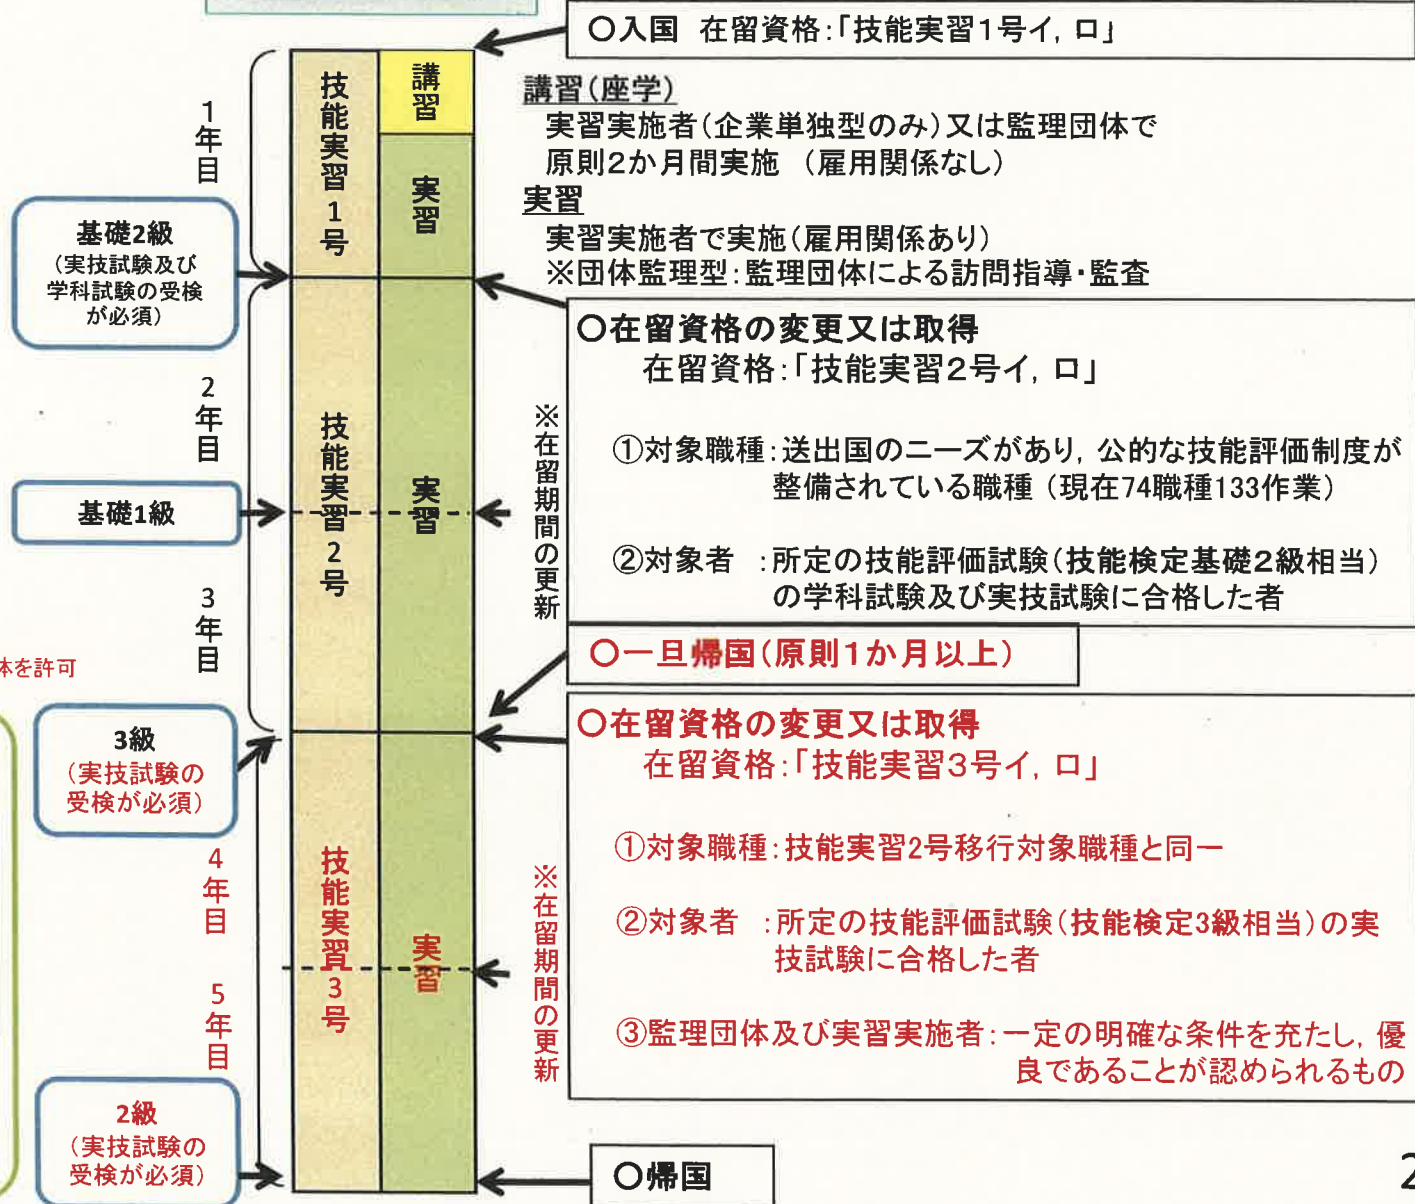 〇入国 在留資格:「技能実習1号イ, ロ」
1年目
技能実習1号
講習
実習
講習(座学)
実習実施者(企業単独型のみ)又は監理団体で
原則2か月間実施 (雇用関係なし)
実習
実習実施者で実施(雇用関係あり)
※団体監理型:監理団体による訪問指導・監査
基礎2級
(実技試験及び
学科試験の受検
が必須)
〇在留資格の変更又は取得
在留資格:「技能実習2号イ, ロ」
①対象職種:送出国のニーズがあり, 公的な技能評価制度が
整備されている職種 (現在74職種133作業)
②対象者 :所定の技能評価試験(技能検定基礎2級相当)
の学科試験及び実技試験に合格した者
2年目
技能実習2号
実習
※在留期間の更新
基礎1級
3年目
〇一旦帰国(原則1か月以上)
体を許可
3級
(実技試験の
受検が必須)
〇在留資格の変更又は取得
在留資格:「技能実習3号イ, ロ」
①対象職種:技能実習2号移行対象職種と同一
②対象者 :所定の技能評価試験(技能検定3級相当)の実
技試験に合格した者
③監理団体及び実習実施者:一定の明確な条件を充たし, 優
良であることが認められるもの
4年目
技能実習3号
実習
※在留期間の更新
5年目
2級
(実技試験の
受検が必須)
〇帰国
2